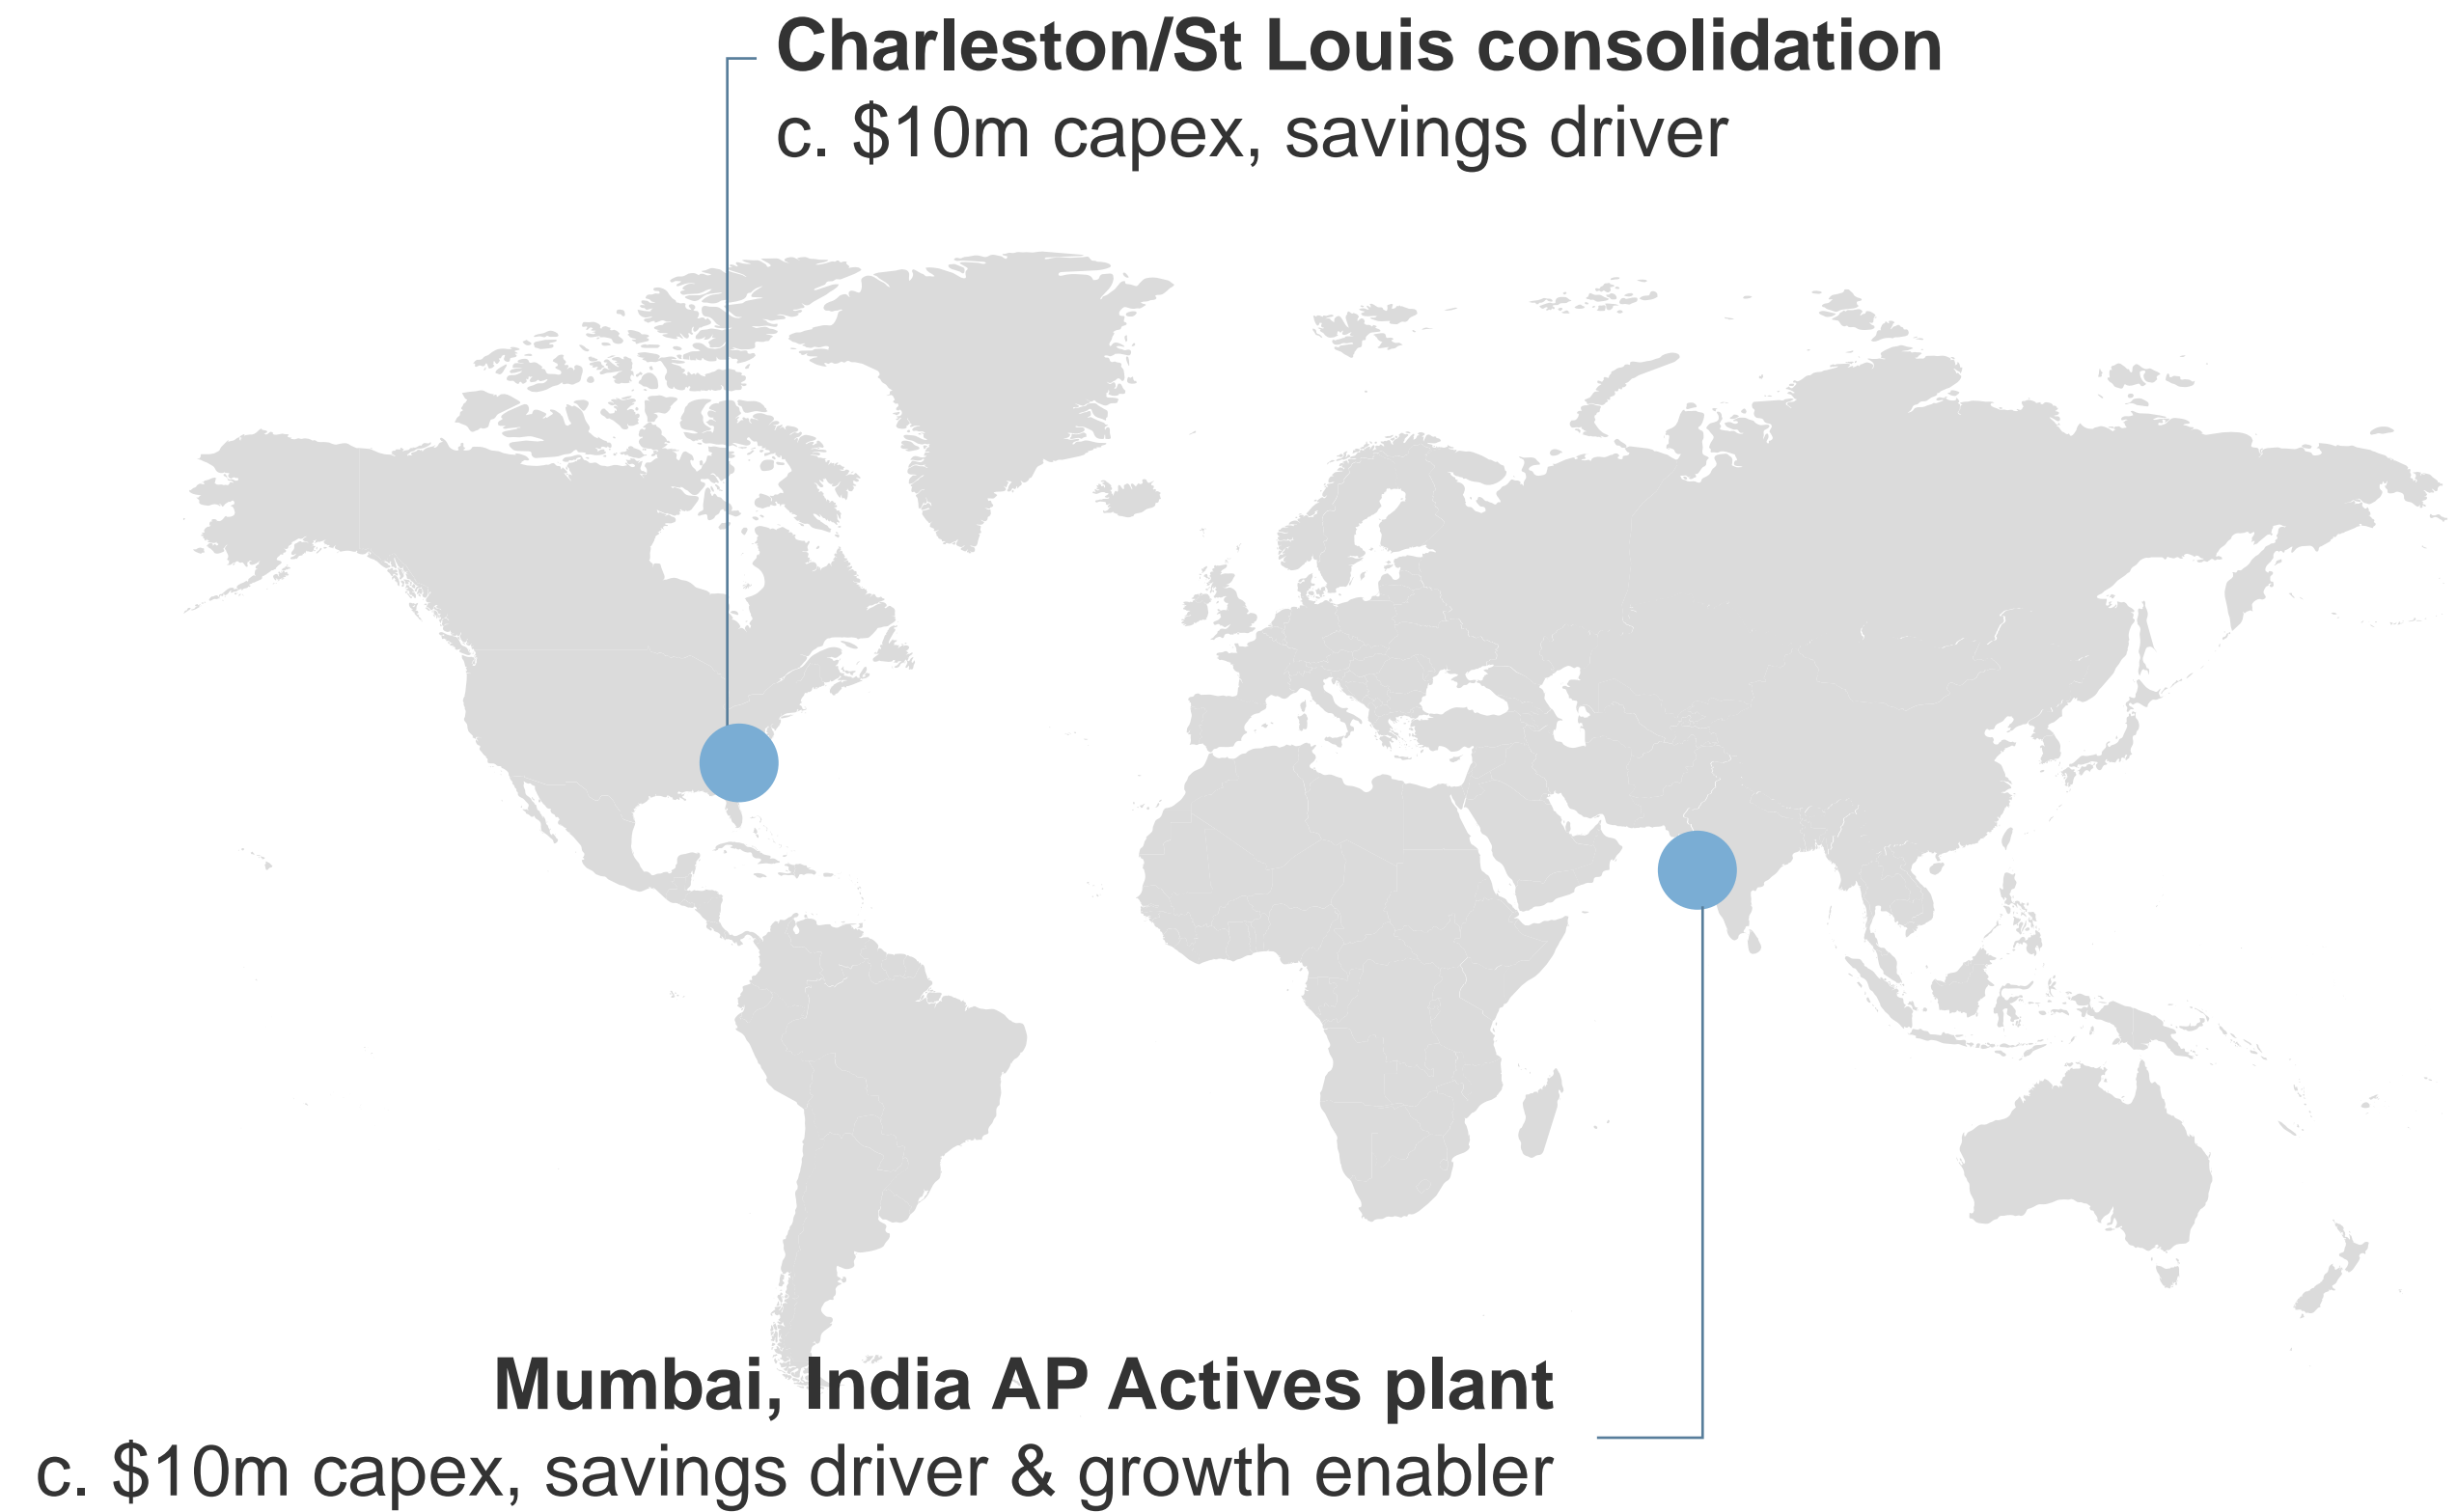 Charleston/St Louis consolidation
c. $10m capex, savings driver
Mumbai, India AP Actives plant
c. $10m capex, savings driver & growth enabler